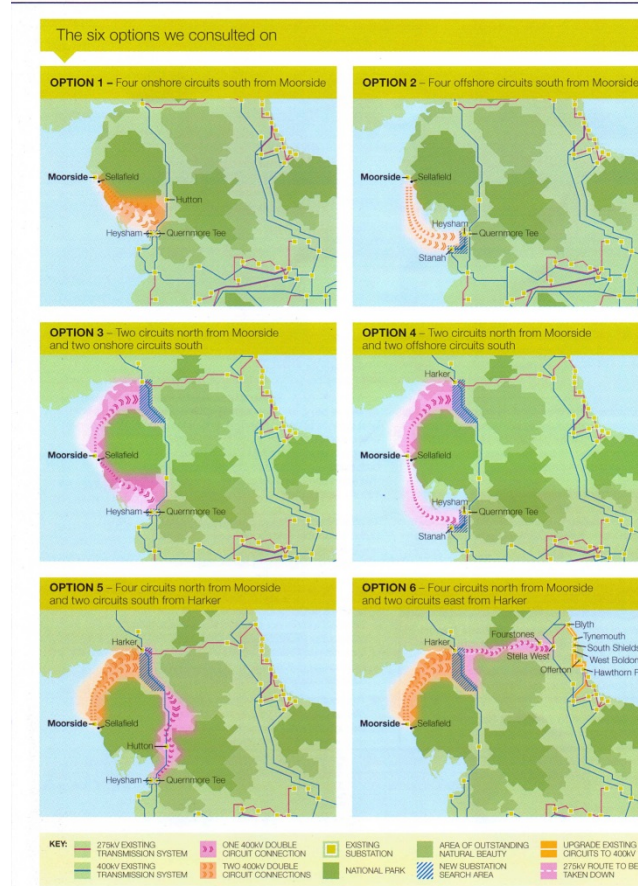 The six options we consulted on
OPTION 1 – Four onshore circuits south from Moorside
Moorside
Sellafield
Hutton
Heysham
Quernmore Tee
OPTION 2 – Four offshore circuits south from Moorside
Moorside
Sellafield
Heysham
Quernmore Tee
Stanah
OPTION 3 – Two circuits north from Moorside
and two onshore circuits south
Moorside
Sellafield
Heysham
Quernmore Tee
OPTION 4 – Two circuits north from Moorside
and two offshore circuits south
Harker
Moorside
Sellafield
Heysham
Quernmore Tee
Stanah
OPTION 5 – Four circuits north from Moorside
and two circuits south from Harker
Harker
Moorside
Sellafield
Hutton
Heysham
Quernmore Tee
OPTION 6 – Four circuits north from Moorside
and two circuits east from Harker
Blyth
Tynemouth
South Shields
West Boldon
Hawthorn P
Harker
Fourstones
Stella West
Offerton
Moorside
Sellafield
KEY:
275kV EXISTING
TRANSMISSION SYSTEM
400kV EXISTING
TRANSMISSION SYSTEM
ONE 400kV DOUBLE
CIRCUIT CONNECTION
TWO 400kV DOUBLE
CIRCUIT CONNECTIONS
EXISTING
SUBSTATION
NATIONAL PARK
AREA OF OUTSTANDING
NATURAL BEAUTY
NEW SUBSTATION
SEARCH AREA
UPGRADE EXISTING
CIRCUITS TO 400kV
275kV ROUTE TO BE
TAKEN DOWN